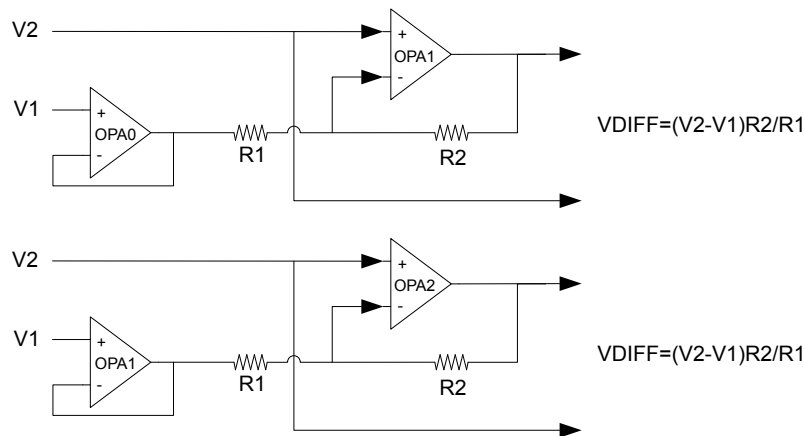 V2
+
OPA1
-
V1
+
OPA0
-
R1
R2
VDIFF=(V2-V1)R2/R1
V2
+
OPA2
-
V1
+
OPA1
-
R1
R2
VDIFF=(V2-V1)R2/R1